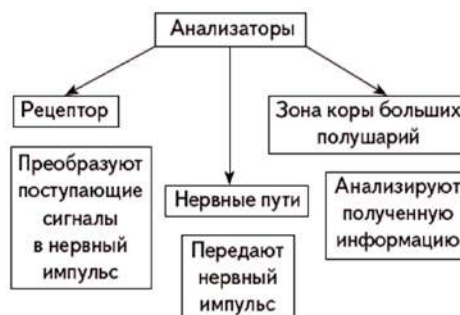 Анализаторы
Рецептор
Преобразуют
поступающие
сигналы
в нервный
импульс
Нервные пути
Передают
нервный
импульс
Зона коры больших
полушарий
Анализируют
полученную
информацию